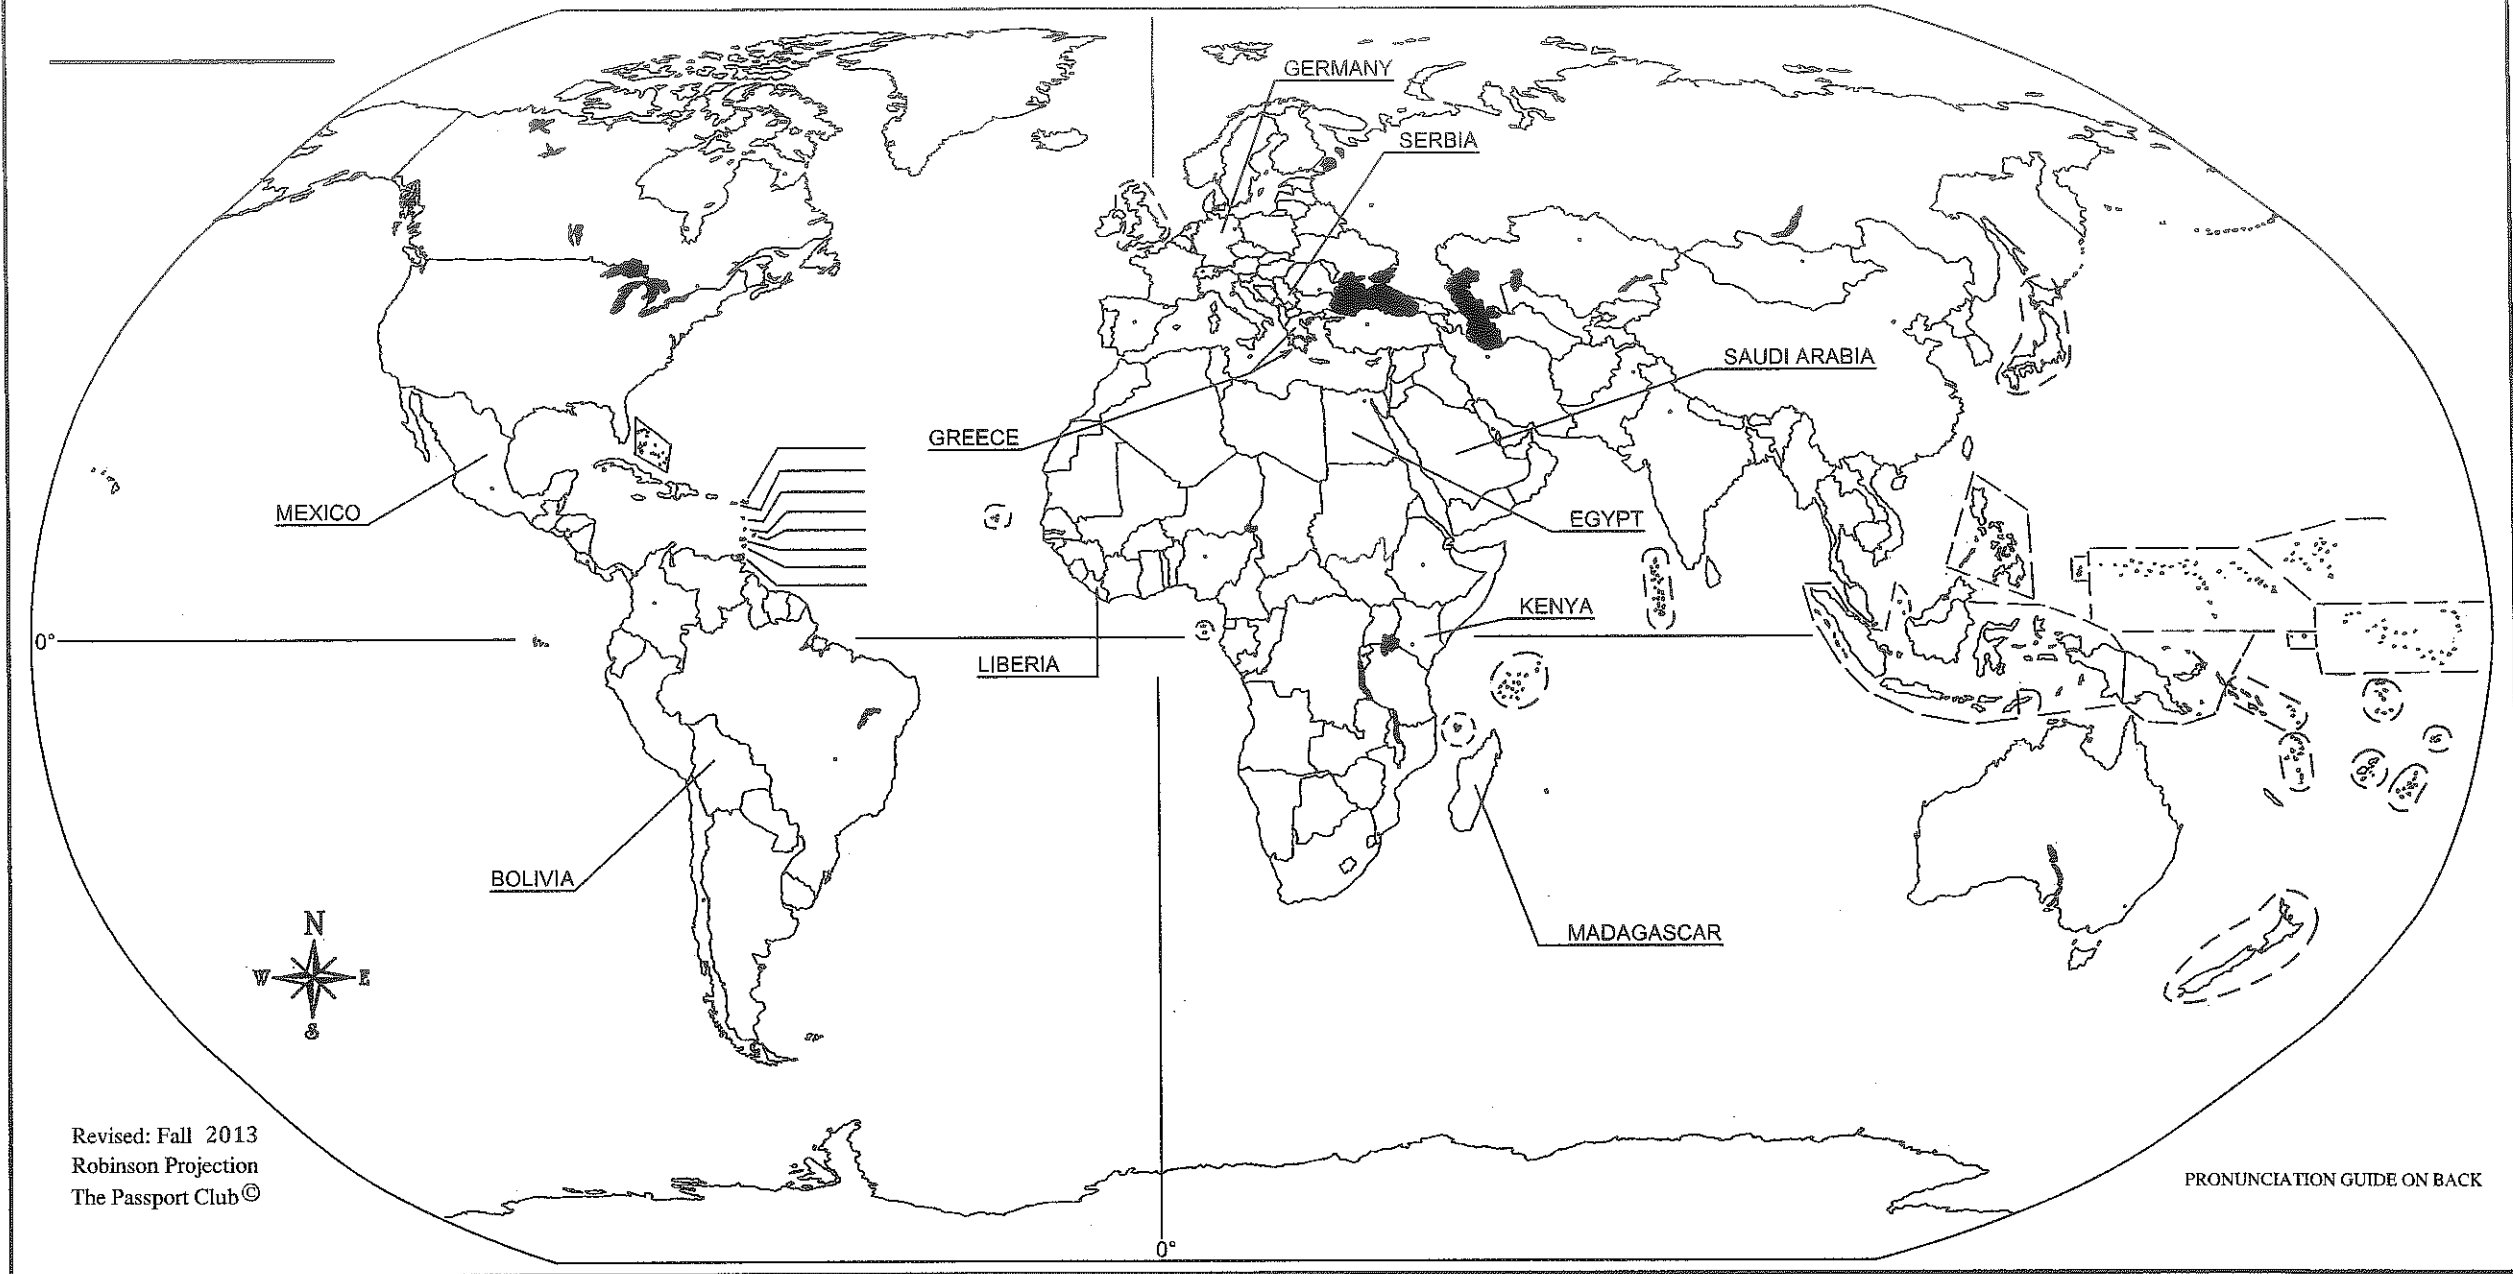 GERMANY
SERBIA
SAUDI ARABIA
GREECE
MEXICO
EGYPT
KENYA
0°
LIBERIA
BOLIVIA
N
W E
S
MADAGASCAR
Revised: Fall 2013
Robinson Projection
The Passport Club©
PRONUNCIATION GUIDE ON BACK
0°